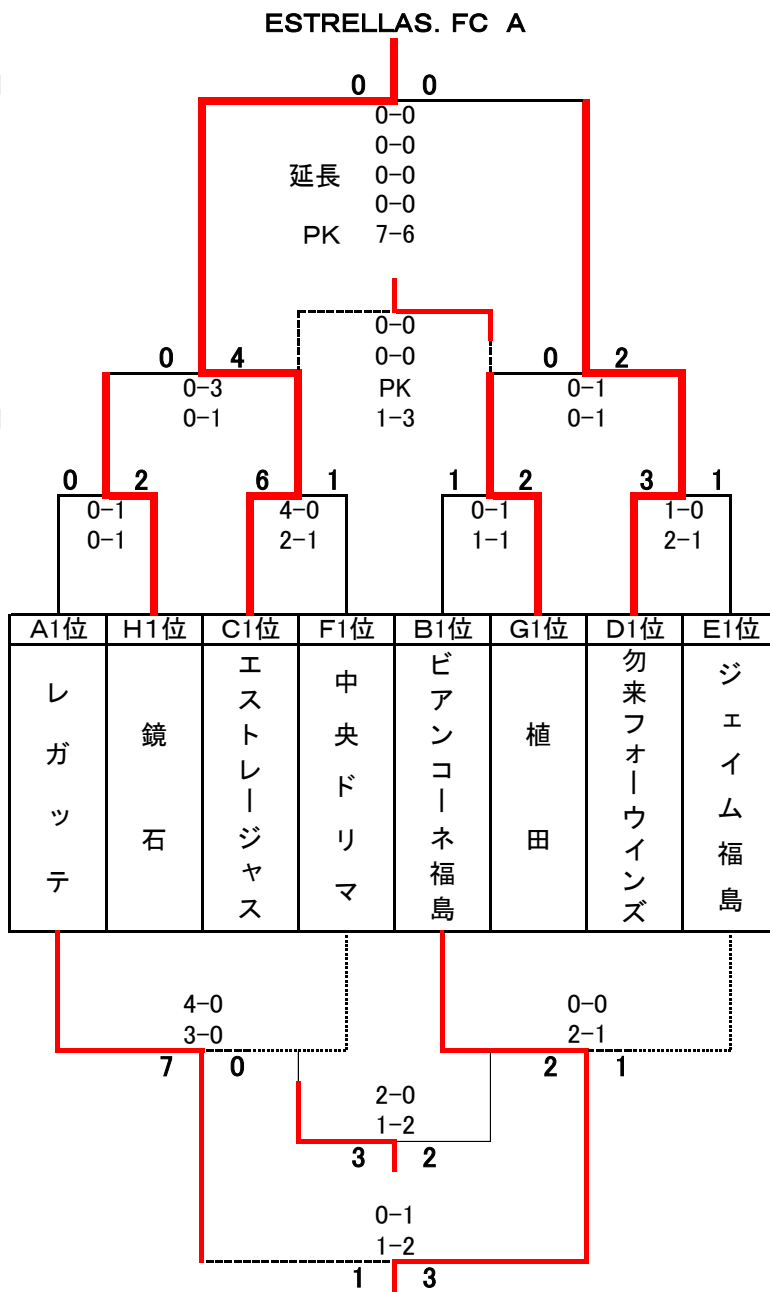 ESTRELLAS. FC A
0 0
0-0
0-0
延長 0-0
0-0
PK 7-6
0-0
0 4 0-0 0 2
0-3 PK 0-1
0-1 1-3 0-1
0 2 6 1 1 2 3 1
0-1 4-0 0-1 1-0
0-1 2-1 1-1 2-1
A1位 H1位 C1位 F1位 B1位 G1位 D1位 E1位
レガッテ
鏡石
エストレージャス
中央ドリマ
ビアンコーネ福島
植田
勿来フォーウインズ
ジェイム福島
4-0 0-0
3-0 2-1
7 0 2 1
2-0
1-2
3 2
0-1
1-2
1 3